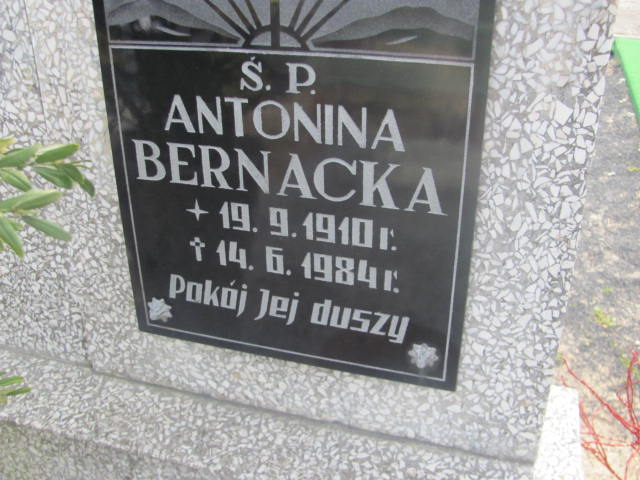 Ś. P.
ANTONINA
BERNACKA
✦ 19. 9. 1910 r.
✝ 14. 6. 1984 r.
Pokój Jej duszy